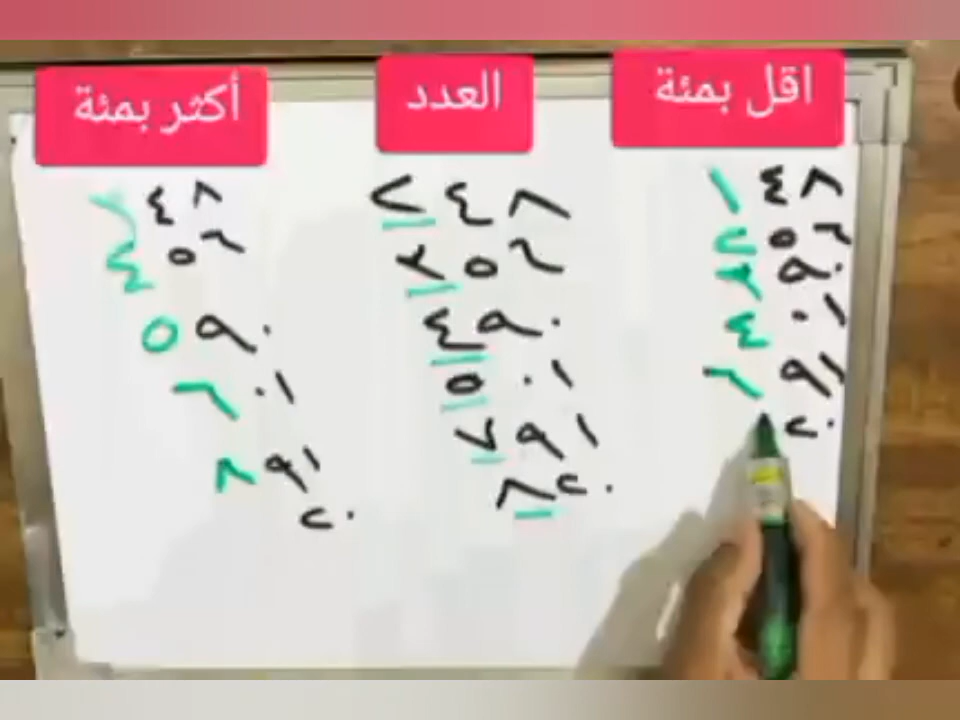 اقل بمئة العدد أكثر بمئة
١٤٨ ٢٤٨ ٣٤٨
٢٥٦ ٣٥٦ ٤٥٦
٣٩٠ ٤٩٠ ٥٩٠
٤٠١ ٥٠١ ٦٠١
٦٩١ ٧٩١ ٨٩١
٢٠ ٨٢٠ ٢٠